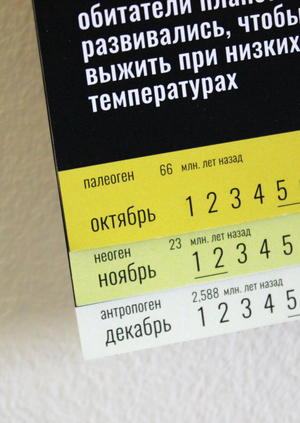 обитатели
развивались, чтобы
выжить при низких
температурах
палеоген 66 млн. лет назад
октябрь 1 2 3 4 5
неоген 23 млн. лет назад
ноябрь 1 2 3 4 5
антропоген 2,588 млн. лет назад
декабрь 1 2 3 4 5